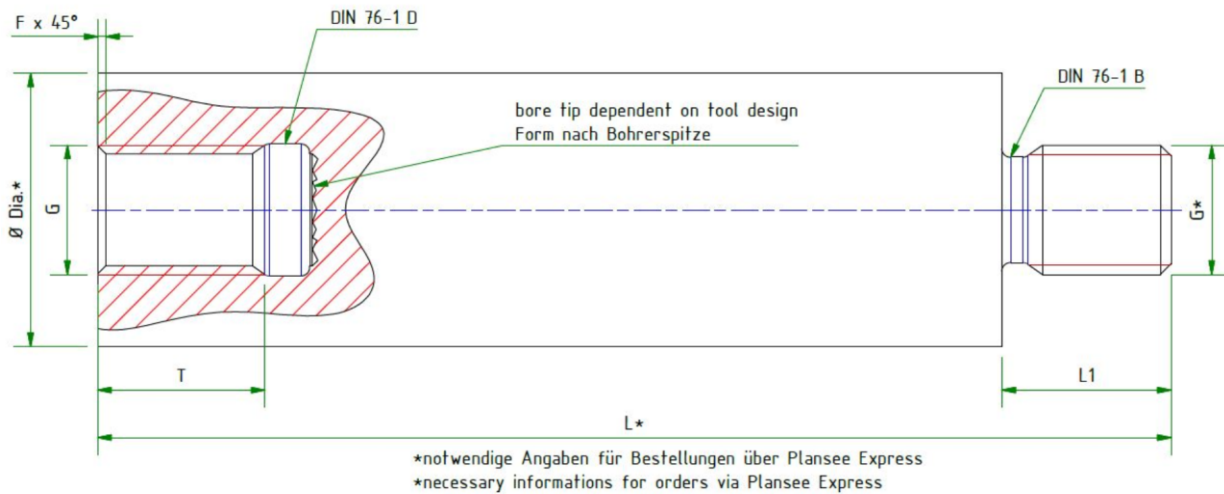 F x 45°
DIN 76-1 D
DIN 76-1 B
bore tip dependent on tool design
Form nach Bohrerspitze
Ø Dia.*
G
G*
T
L1
L*
*notwendige Angaben für Bestellungen über Plansee Express
*necessary informations for orders via Plansee Express